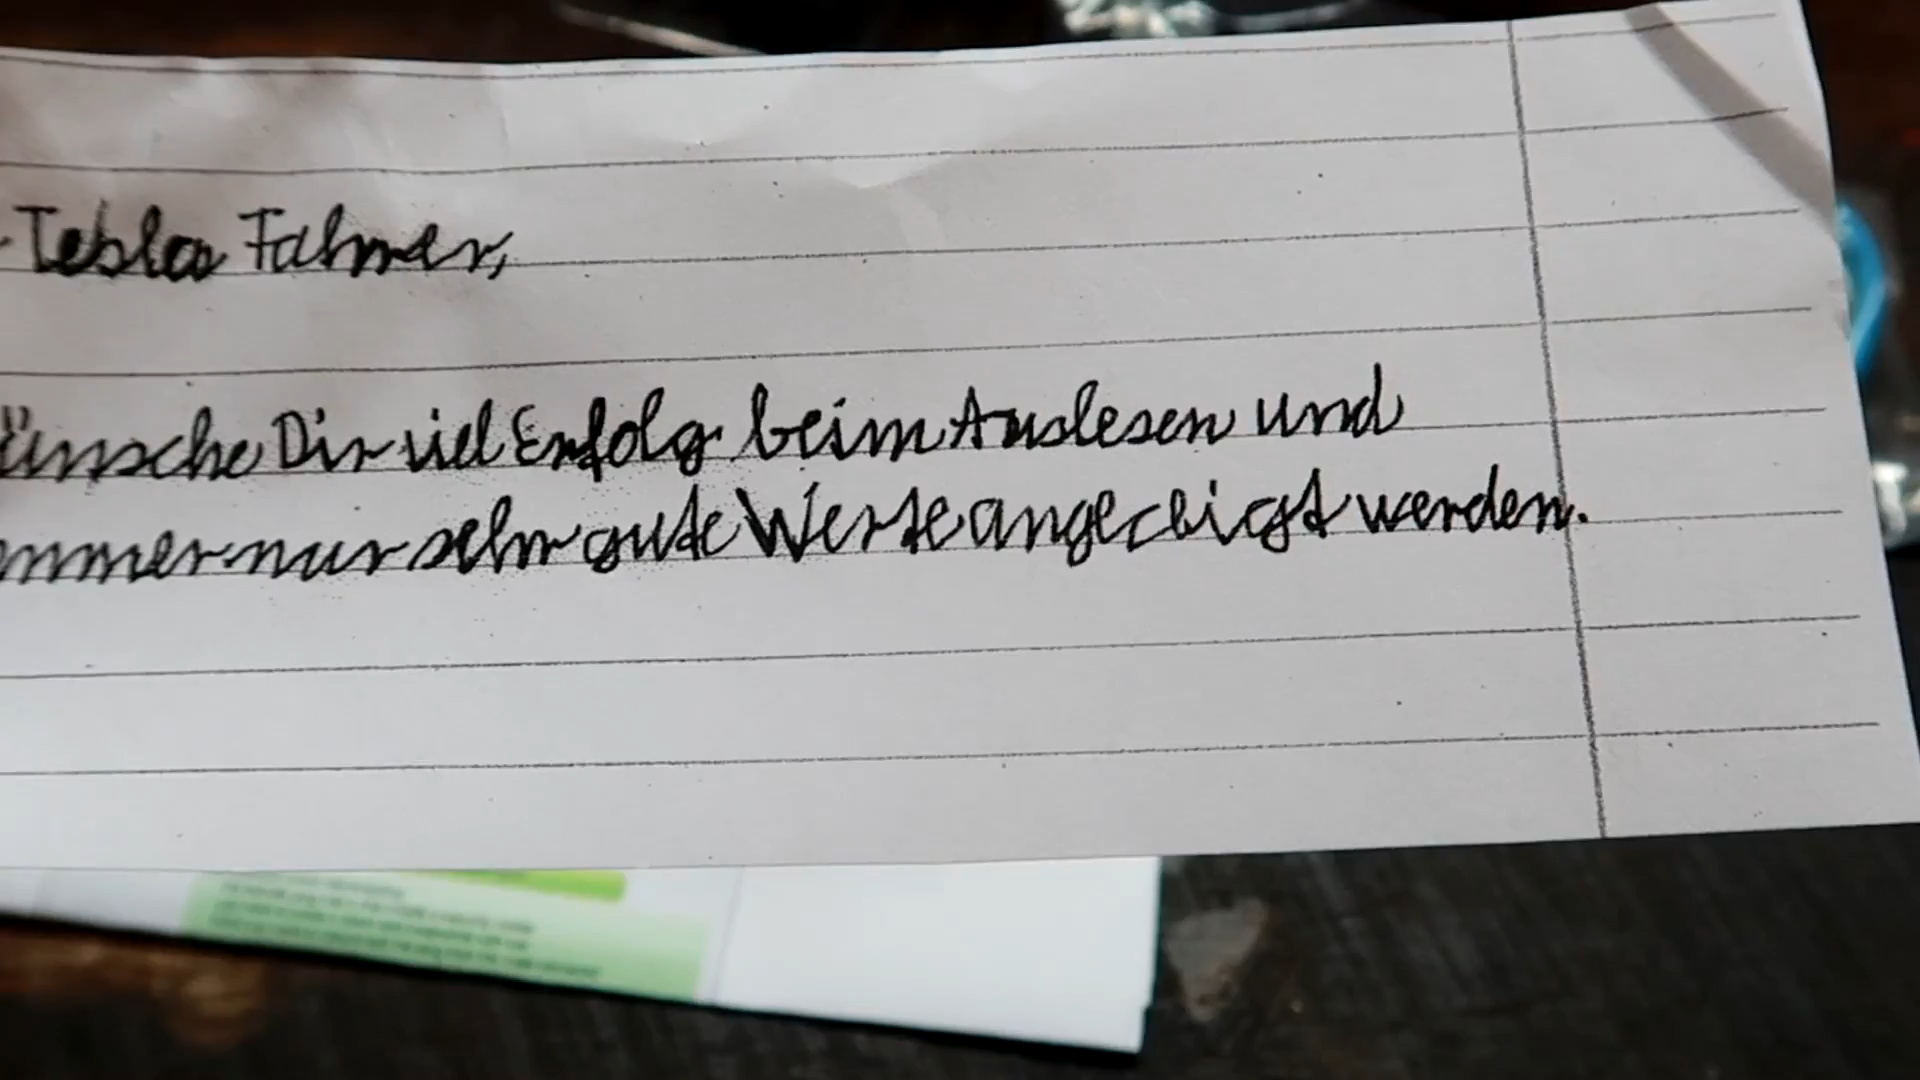 - Tesla Fahrer,
ünsche Dir viel Erfolg beim Auslesen und
mmer nur sehr gute Werte angezeigt werden.